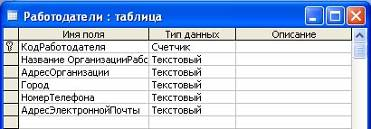 Работодатели : таблица
Имя поля Тип данных Описание
КодРаботодателя Счетчик
Название ОрганизацииРабо Текстовый
АдресОрганизации Текстовый
Город Текстовый
НомерТелефона Текстовый
АдресЭлектроннойПочты Текстовый